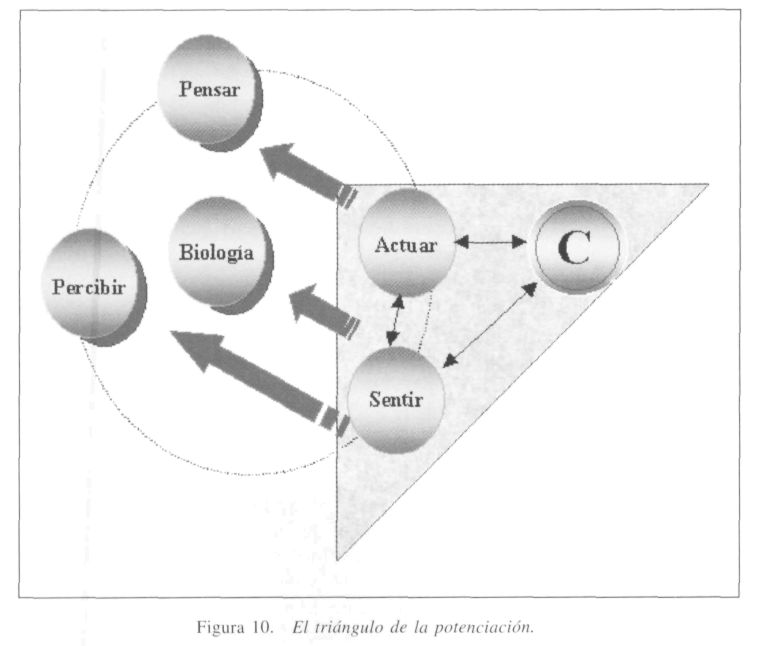 Pensar
Actuar
C
Biología
Percibir
Sentir
Figura 10. El triángulo de la potenciación.